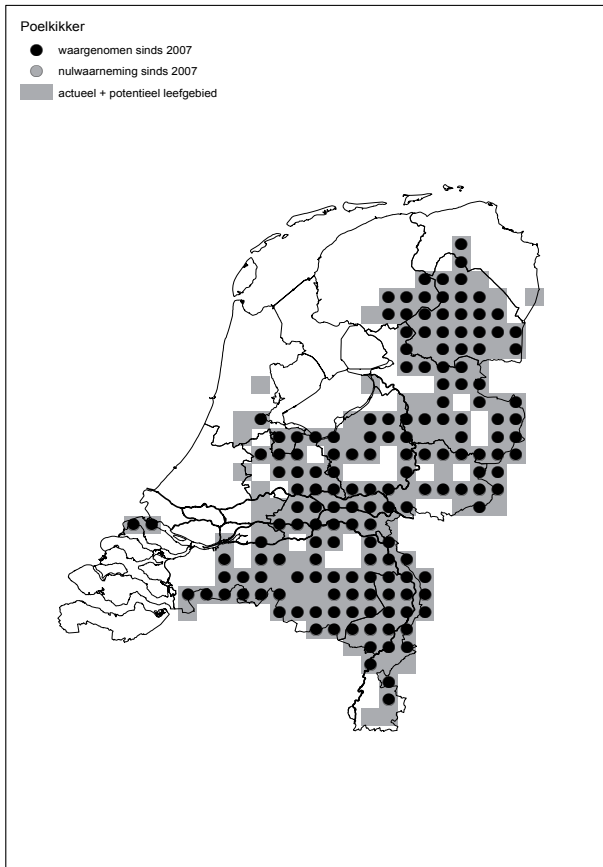 Poelkikker
waargenomen sinds 2007
nulwaarneming sinds 2007
actueel + potentieel leefgebied